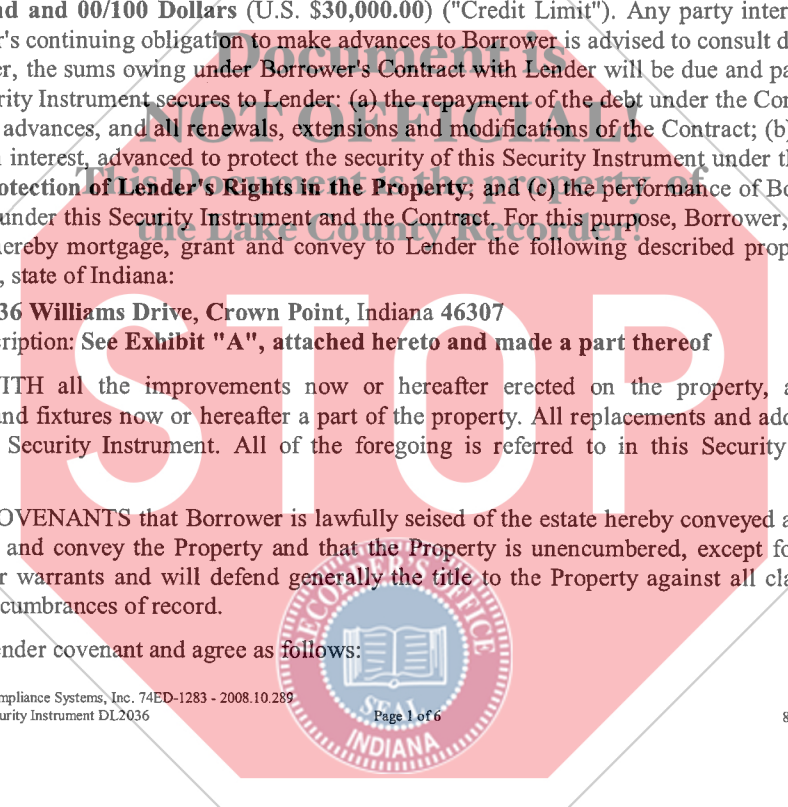 nd and 00/100 Dollars (U.S. $30,000.00) ("Credit Limit"). Any party inter
r's continuing obligation to make advances to Borrower is advised to consult d
er, the sums owing under Borrower's Contract with Lender will be due and pa
rity Instrument secures to Lender: (a) the repayment of the debt under the Con
advances, and all renewals, extensions and modifications of the Contract; (b)
interest, advanced to protect the security of this Security Instrument under th
otection of Lender's Rights in the Property; and (c) the performance of Bo
under this Security Instrument and the Contract. For this purpose, Borrower,
ereby mortgage, grant and convey to Lender the following described prop
, state of Indiana:
36 Williams Drive, Crown Point, Indiana 46307
ription: See Exhibit "A", attached hereto and made a part thereof
ITH all the improvements now or hereafter erected on the property, a
nd fixtures now or hereafter a part of the property. All replacements and add
Security Instrument. All of the foregoing is referred to in this Security
OVENANTS that Borrower is lawfully seised of the estate hereby conveyed a
and convey the Property and that the Property is unencumbered, except fo
r warrants and will defend generally the title to the Property against all cla
cumbrances of record.
ender covenant and agree as follows:
mpliance Systems, Inc. 74ED-1283 - 2008.10.289
urity Instrument DL2036
Page 1 of 6
8
Document is
NOT OFFICIAL!
This Document is the property of
the Lake County Recorder!
STOP
RECORDER'S OFFICE
SEAL
INDIANA